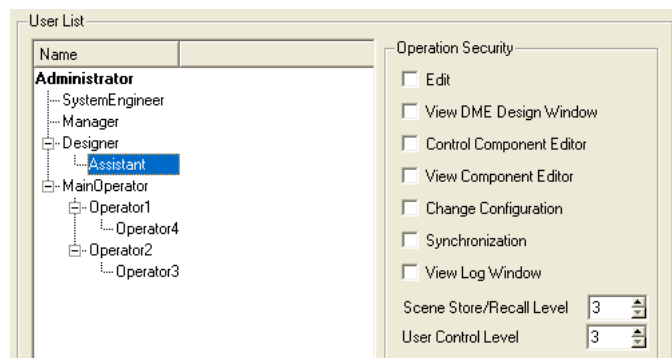 User List
Name
Administrator
SystemEngineer
Manager
Designer
Assistant
MainOperator
Operator1
Operator4
Operator2
Operator3
Operation Security
Edit
View DME Design Window
Control Component Editor
View Component Editor
Change Configuration
Synchronization
View Log Window
Scene Store/Recall Level 3
User Control Level 3